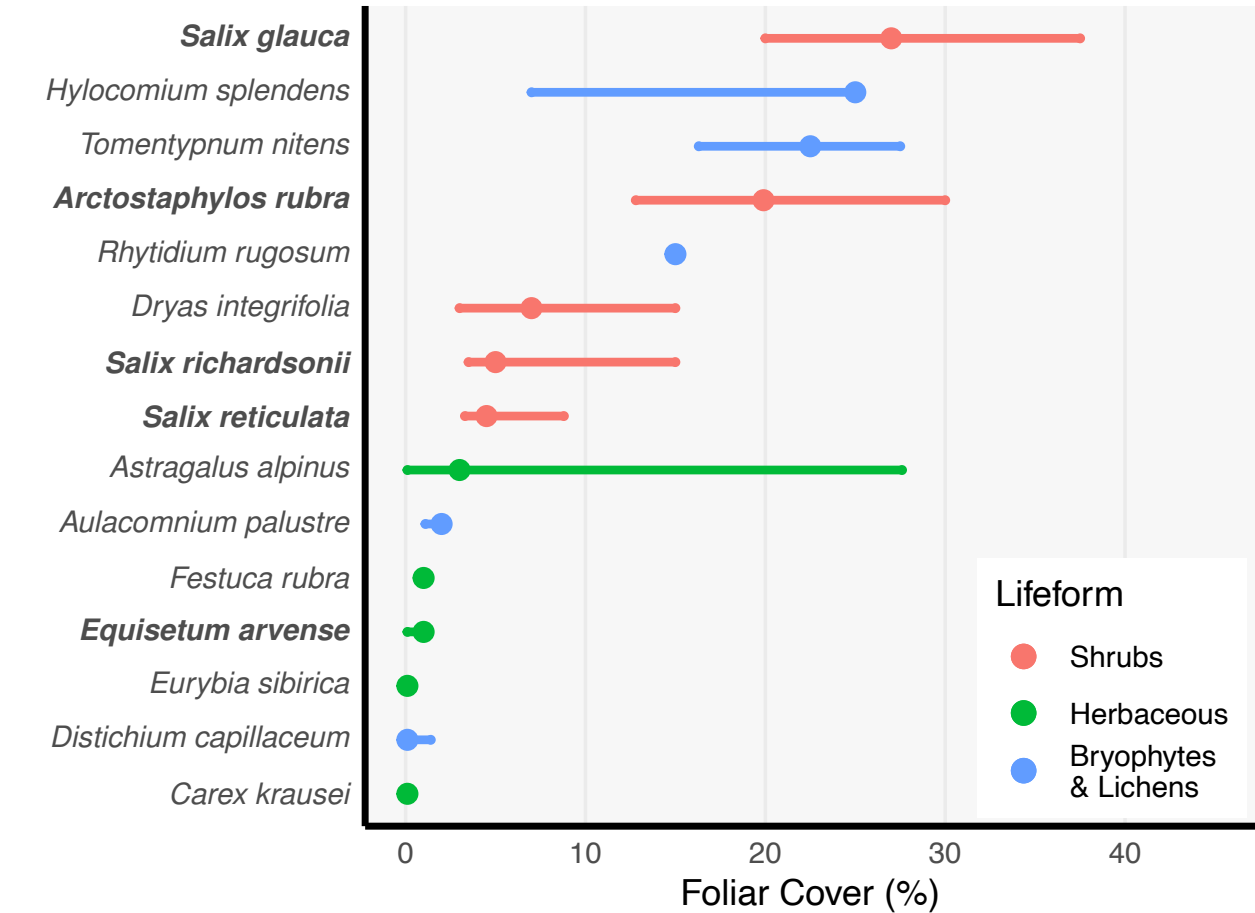 Salix glauca
Hylocomium splendens
Tomentypnum nitens
Arctostaphylos rubra
Rhytidium rugosum
Dryas integrifolia
Salix richardsonii
Salix reticulata
Astragalus alpinus
Aulacomnium palustre
Festuca rubra
Equisetum arvense
Eurybia sibirica
Distichium capillaceum
Carex krausei
Lifeform
Shrubs
Herbaceous
Bryophytes
& Lichens
0 10 20 30 40
Foliar Cover (%)